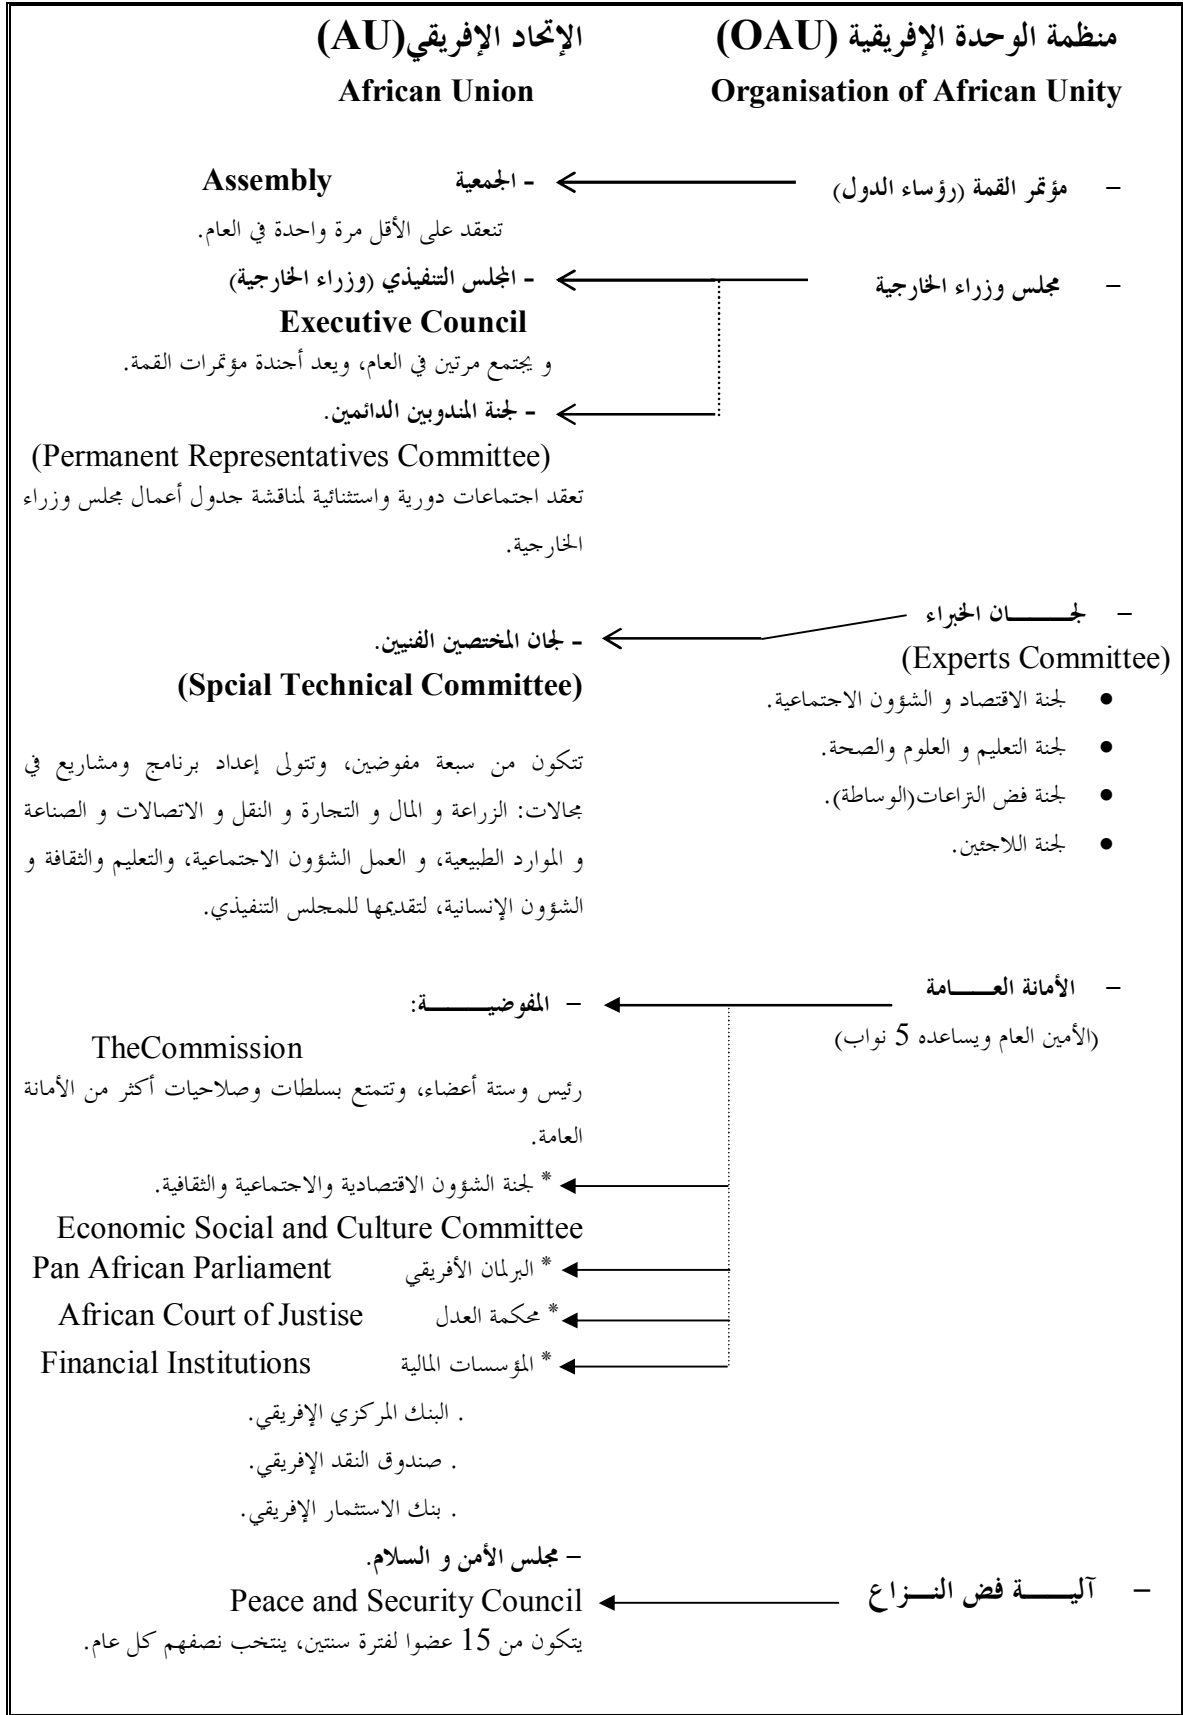 منظمة الوحدة الإفريقية (OAU)
الإتحاد الإفريقي(AU)
Organisation of African Unity
African Union
– مؤتمر القمة (رؤساء الدول)
- الجمعية Assembly
تنعقد على الأقل مرة واحدة في العام.
– مجلس وزراء الخارجية
- المجلس التنفيذي (وزراء الخارجية)
Executive Council
و يجتمع مرتين في العام، ويعد أجندة مؤتمرات القمة.
- لجنة المندوبين الدائمين.
(Permanent Representatives Committee)
تعقد اجتماعات دورية واستثنائية لمناقشة جدول أعمال مجلس وزراء
الخارجية.
– لجـــــــان الخبراء
(Experts Committee)
● لجنة الاقتصاد و الشؤون الاجتماعية.
● لجنة التعليم و العلوم والصحة.
● لجنة فض النزاعات(الوساطة).
● لجنة اللاجئين.
- لجان المختصين الفنيين.
(Spcial Technical Committee)
تتكون من سبعة مفوضين، وتتولى إعداد برنامج ومشاريع في
مجالات: الزراعة و المال و التجارة و النقل و الاتصالات و الصناعة
و الموارد الطبيعية، و العمل الشؤون الاجتماعية، والتعليم والثقافة و
الشؤون الإنسانية، لتقديمها للمجلس التنفيذي.
– الأمانة العـــــامة
(الأمين العام ويساعده 5 نواب)
– المفوضيـــــــة:
TheCommission
رئيس وستة أعضاء، وتتمتع بسلطات وصلاحيات أكثر من الأمانة
العامة.
* لجنة الشؤون الاقتصادية والاجتماعية والثقافية.
Economic Social and Culture Committee
* البرلمان الأفريقي Pan African Parliament
* محكمة العدل African Court of Justise
* المؤسسات المالية Financial Institutions
. البنك المركزي الإفريقي.
. صندوق النقد الإفريقي.
. بنك الاستثمار الإفريقي.
– آليـــــة فض النـــزاع
– مجلس الأمن و السلام.
Peace and Security Council
يتكون من 15 عضوا لفترة سنتين، ينتخب نصفهم كل عام.